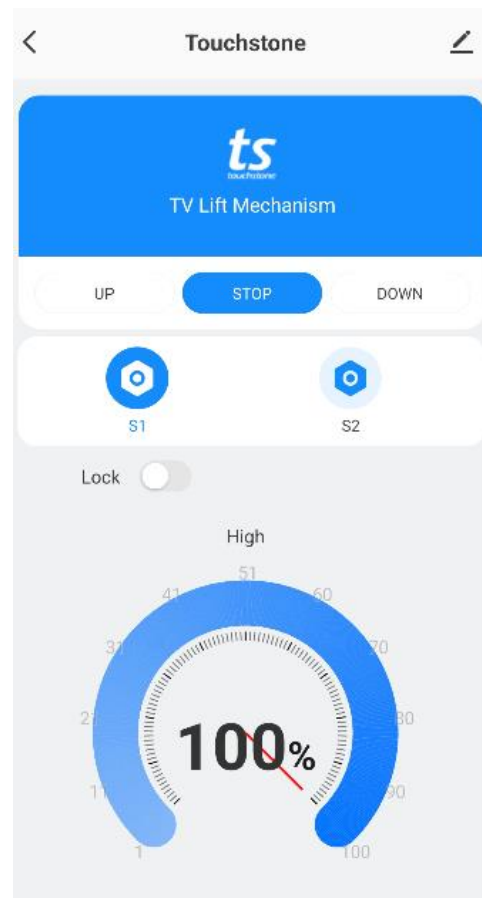 Touchstone
ts
touchstone
TV Lift Mechanism
UP STOP DOWN
S1 S2
Lock
High
51
41 60
31 70
21 80
100%
11 90
1 100